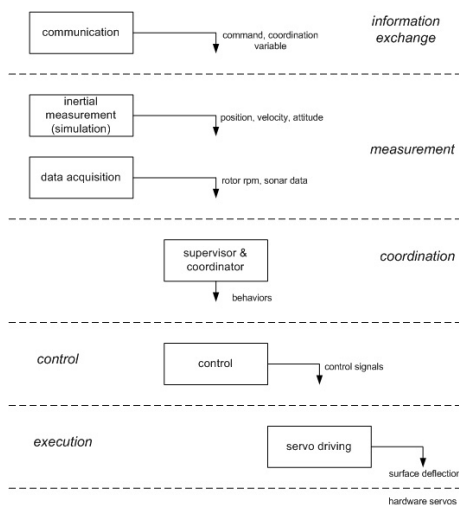 communication
command, coordination
variable
information
exchange
inertial
measurement
(simulation)
position, velocity, attitude
measurement
data acquisition
rotor rpm, sonar data
supervisor &
coordinator
coordination
behaviors
control
control
control signals
execution
servo driving
surface deflection
hardware servos